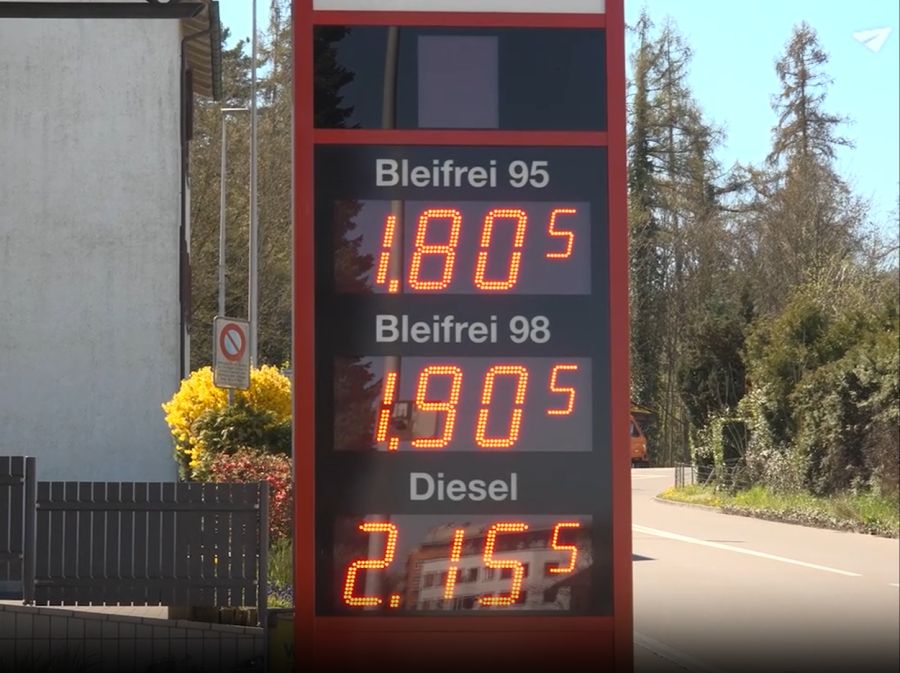 Bleifrei 95
1.80⁵
Bleifrei 98
1.90⁵
Diesel
2.15⁵